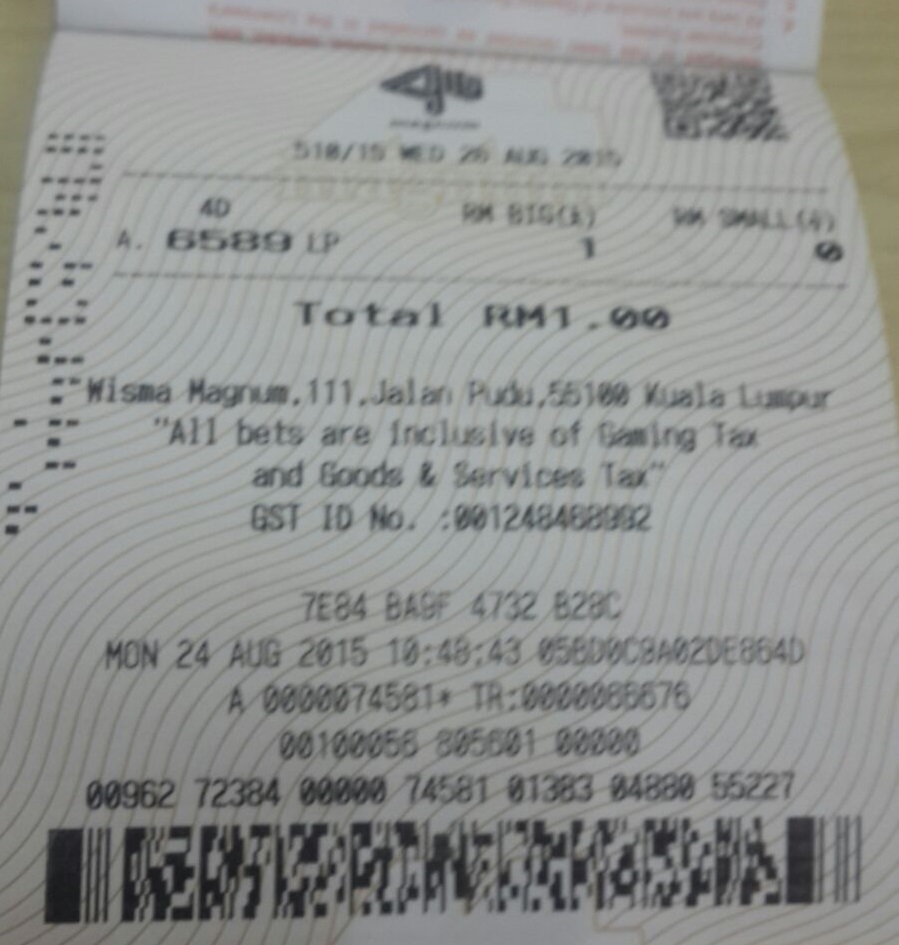 magnum
510/15 WED 26 AUG 2015
4D RM BIG(k) RM SMALL(4)
A. 6589 LP 1 0
Total RM1.00
Wisma Magnum,111,Jalan Pudu,55100 Kuala Lumpur
"All bets are inclusive of Gaming Tax
and Goods & Services Tax"
GST ID No. :001248468992
7E84 BA9F 4732 B28C
MON 24 AUG 2015 10:48:43 05BD0C8A02DE864D
A 0000074581* TR:0000066676
00100056 805601 00000
00962 72384 00000 74581 01383 04880 55227